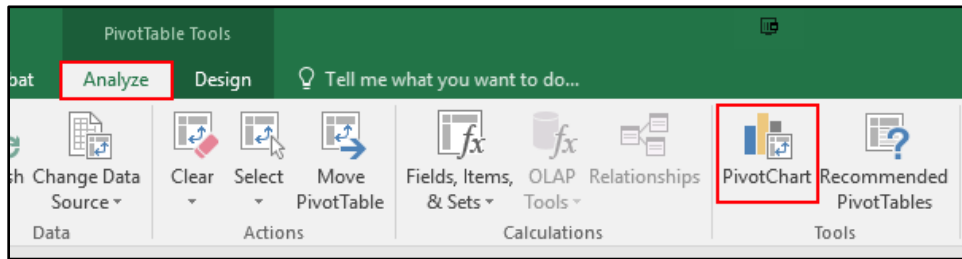 PivotTable Tools
bat Analyze Design Tell me what you want to do...
sh Change Data Clear Select Move Fields, Items, OLAP Relationships PivotChart Recommended
Source PivotTable & Sets Tools PivotTables
Data Actions Calculations Tools